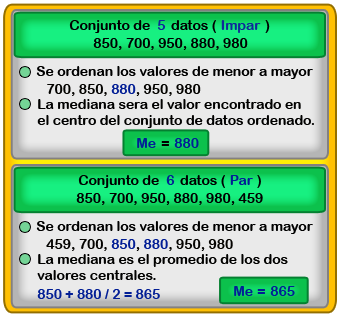 Conjunto de 5 datos ( Impar )
850, 700, 950, 880, 980
Se ordenan los valores de menor a mayor
700, 850, 880, 950, 980
La mediana sera el valor encontrado en
el centro del conjunto de datos ordenado.
Me = 880
Conjunto de 6 datos ( Par )
850, 700, 950, 880, 980, 459
Se ordenan los valores de menor a mayor
459, 700, 850, 880, 950, 980
La mediana es el promedio de los dos
valores centrales.
850 + 880 / 2 = 865
Me = 865